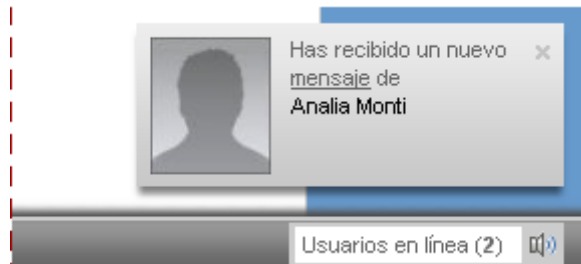 Has recibido un nuevo
mensaje de
Analia Monti
Usuarios en línea (2)